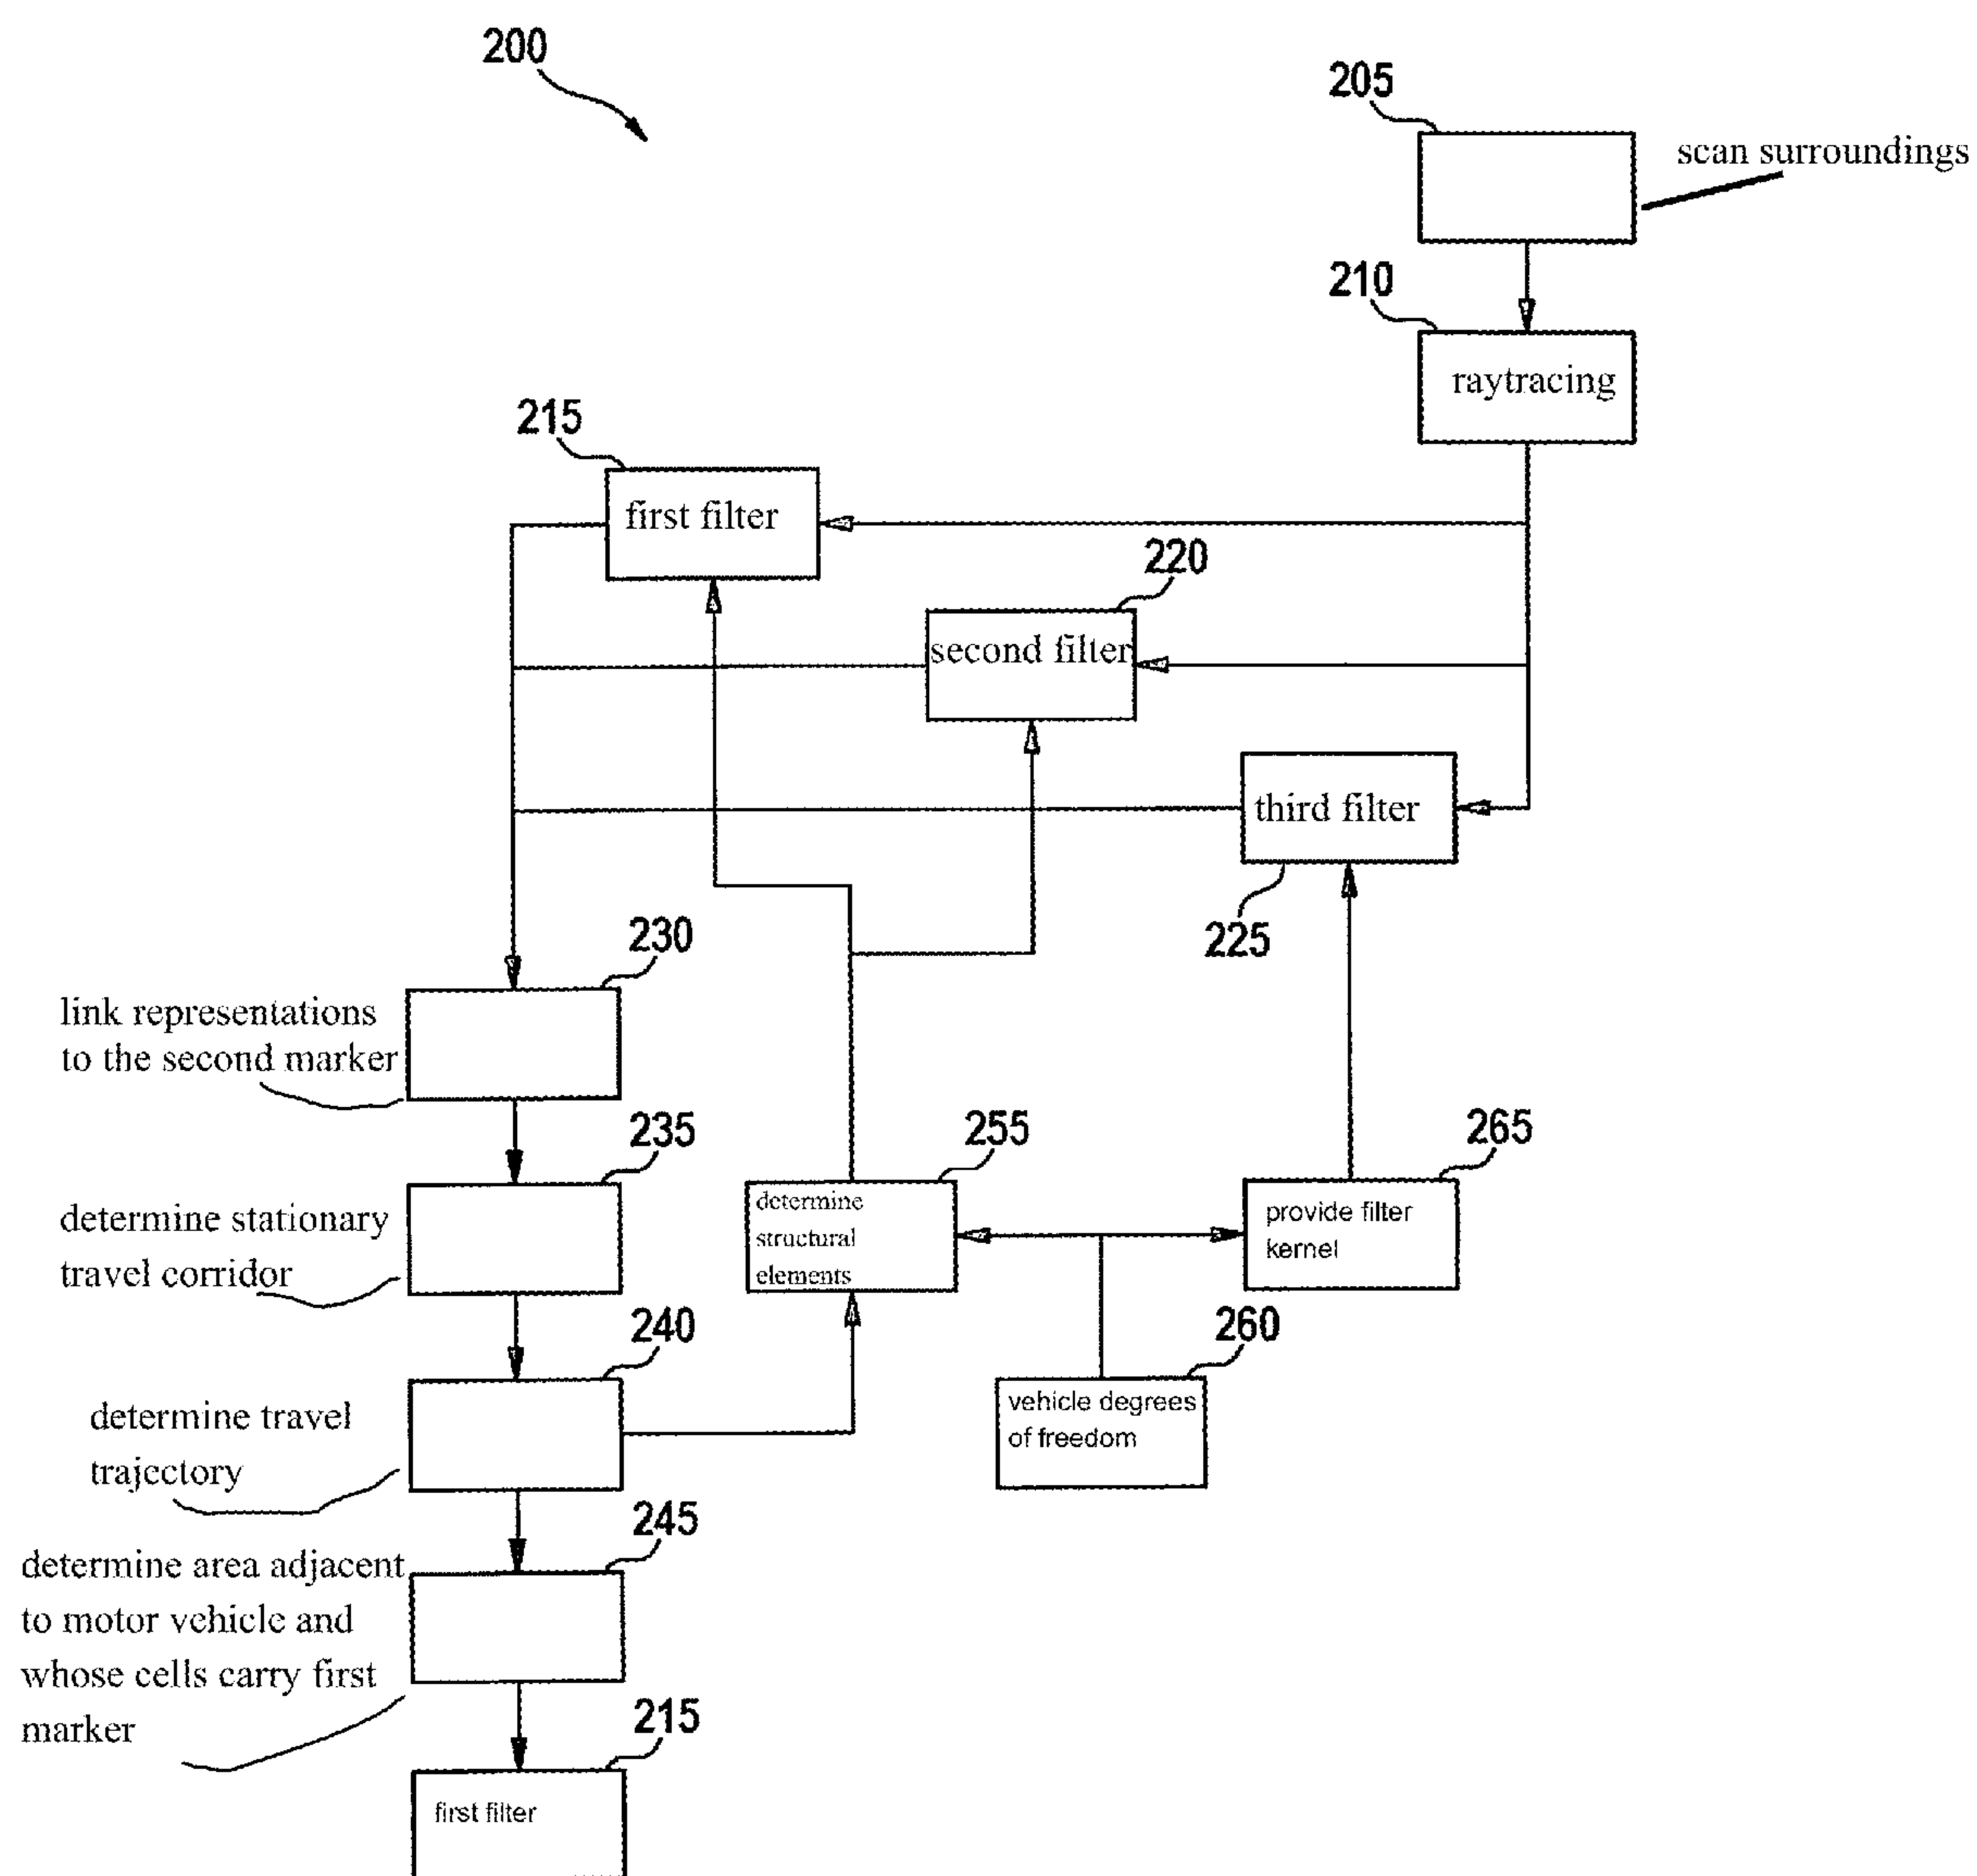 200
205
scan surroundings
210
raytracing
215
first filter
220
second filter
third filter
225
230
link representations
to the second marker
235
determine stationary
travel corridor
255
determine
structural
elements
265
provide filter
kernel
240
determine travel
trajectory
260
vehicle degrees
of freedom
245
determine area adjacent
to motor vehicle and
whose cells carry first
marker
215
first filter